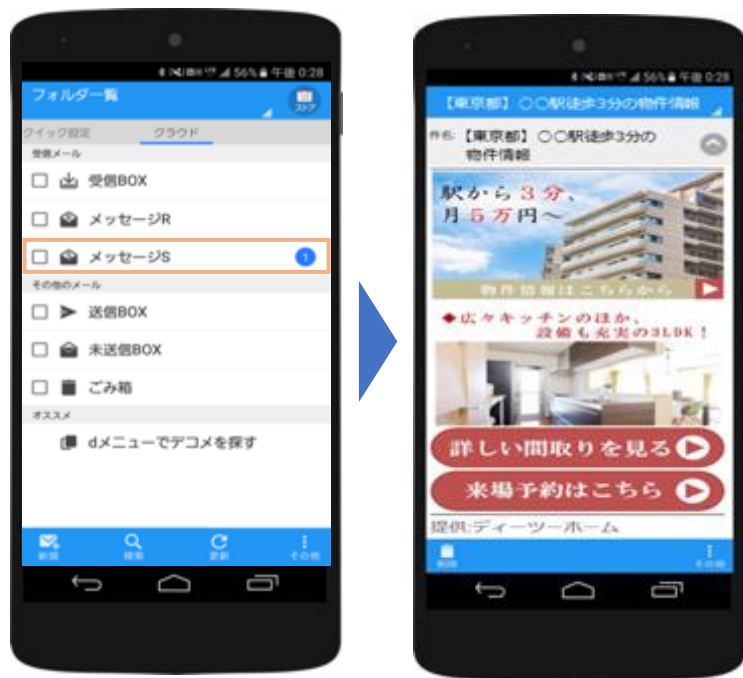 56% 午後 0:28
フォルダ一覧
ストア
クイック設定 クラウド
受信メール
受信BOX
メッセージR
メッセージS 1
その他のメール
送信BOX
未送信BOX
ごみ箱
オススメ
dメニューでデコメを探す
新規 検索 更新 その他
56% 午後 0:28
【東京都】〇〇駅徒歩3分の物件情報
件名:【東京都】〇〇駅徒歩3分の
物件情報
駅から3分、
月5万円～
物件情報はこちらから
◆広々キッチンのほか、
設備も充実の3LDK!
詳しい間取りを見る
来場予約はこちら
提供:ディーツーホーム
削除 その他